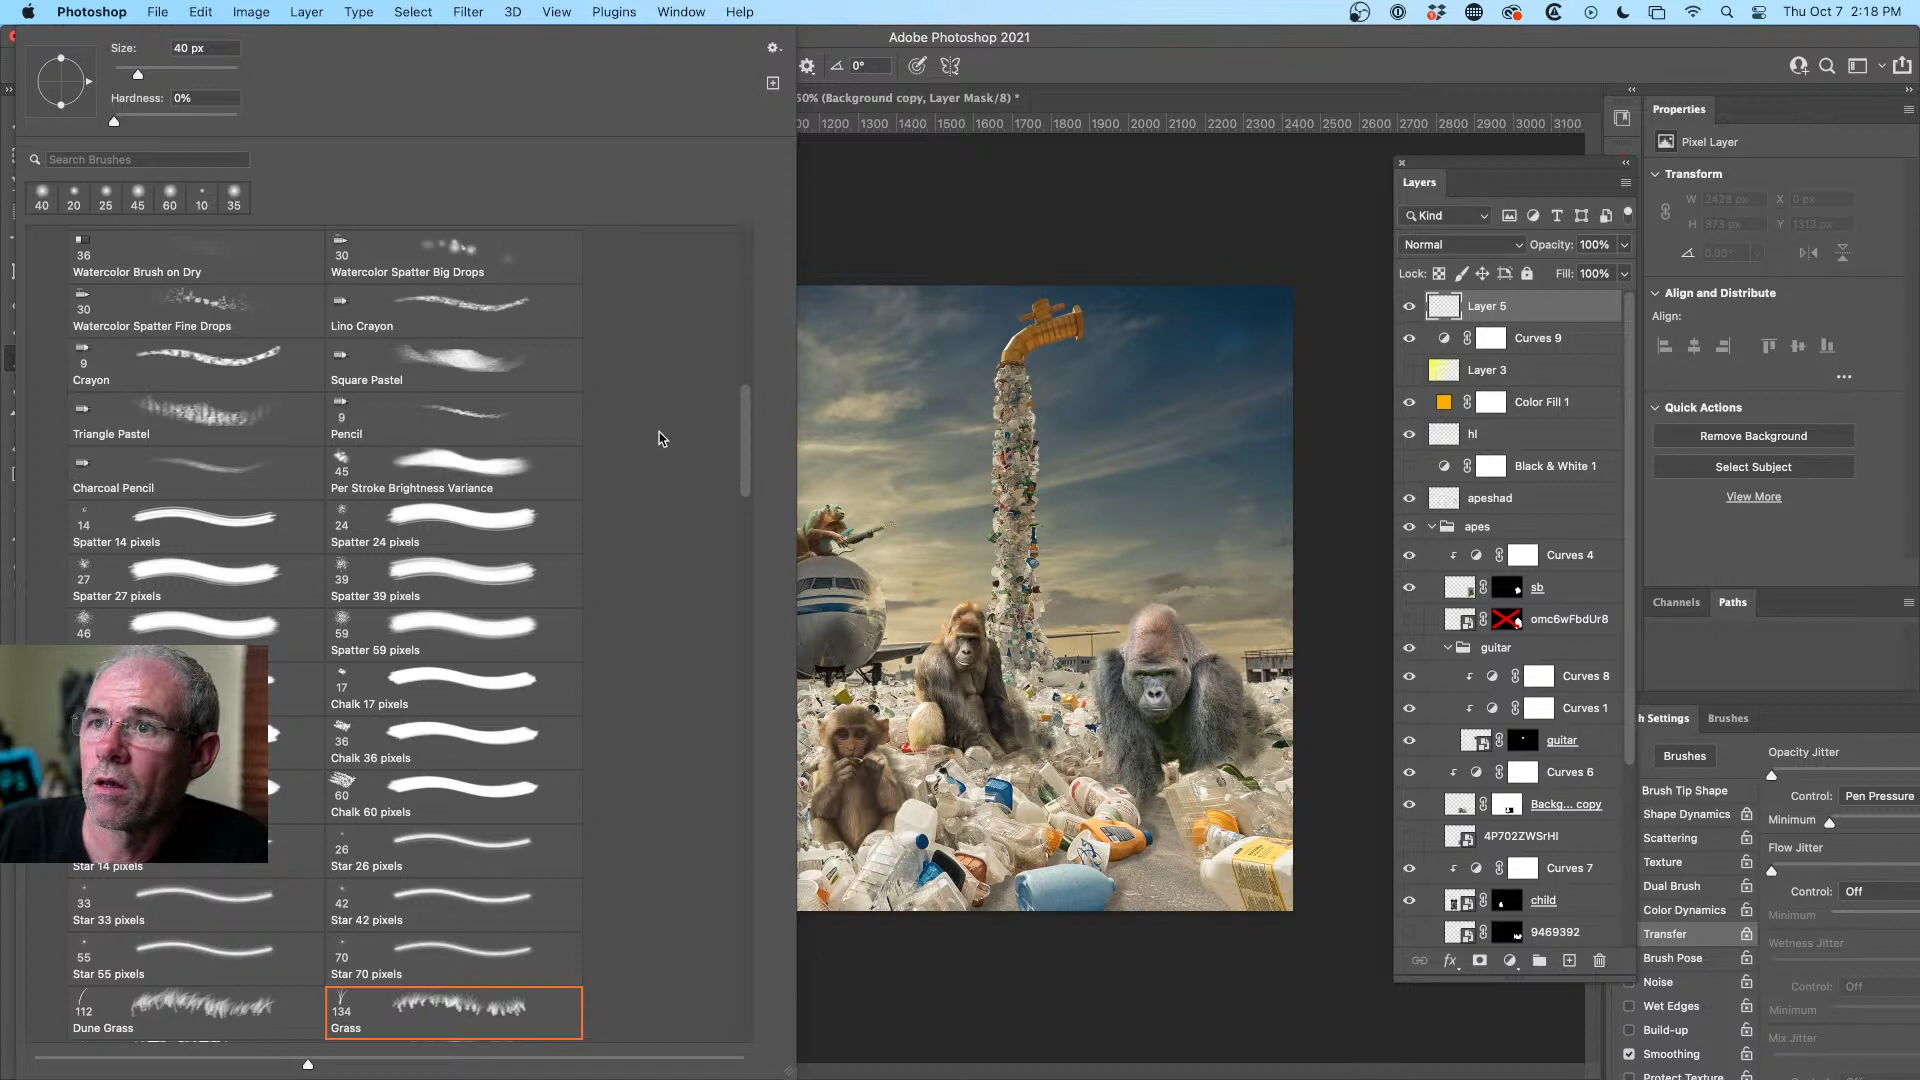 Photoshop File Edit Image Layer Type Select Filter 3D View Plugins Window Help
Thu Oct 7 2:18 PM
Adobe Photoshop 2021
Size: 40 px
Hardness: 0%
0°
50% (Background copy, Layer Mask/8) *
1200 1300 1400 1500 1600 1700 1800 1900 2000 2100 2200 2300 2400 2500 2600 2700 2800 2900 3000 3100
Search Brushes
40 20 25 45 60 10 35
36
Watercolor Brush on Dry
30
Watercolor Spatter Big Drops
30
Watercolor Spatter Fine Drops
Lino Crayon
9
Crayon
Square Pastel
Triangle Pastel
9
Pencil
Charcoal Pencil
45
Per Stroke Brightness Variance
14
Spatter 14 pixels
24
Spatter 24 pixels
27
Spatter 27 pixels
39
Spatter 39 pixels
46
59
Spatter 59 pixels
17
Chalk 17 pixels
36
Chalk 36 pixels
60
Chalk 60 pixels
Star 14 pixels
26
Star 26 pixels
33
Star 33 pixels
42
Star 42 pixels
55
Star 55 pixels
70
Star 70 pixels
112
Dune Grass
134
Grass
Layers
Kind
Normal Opacity: 100%
Lock: Fill: 100%
Layer 5
Curves 9
Layer 3
Color Fill 1
hl
Black & White 1
apeshad
apes
Curves 4
sb
omc6wFbdUr8
guitar
Curves 8
Curves 1
guitar
Curves 6
Backg... copy
4P702ZWSrHI
Curves 7
child
9469392
fx
Properties
Pixel Layer
Transform
W 2428 px X 0 px
H 373 px Y 1313 px
0.00°
Align and Distribute
Align:
Quick Actions
Remove Background
Select Subject
View More
Channels Paths
h Settings Brushes
Brushes
Brush Tip Shape
Shape Dynamics
Scattering
Texture
Dual Brush
Color Dynamics
Transfer
Brush Pose
Noise
Wet Edges
Build-up
Smoothing
Protect Texture
Opacity Jitter
Control: Pen Pressure
Minimum
Flow Jitter
Control: Off
Minimum
Wetness Jitter
Control: Off
Minimum
Mix Jitter
Control: Off